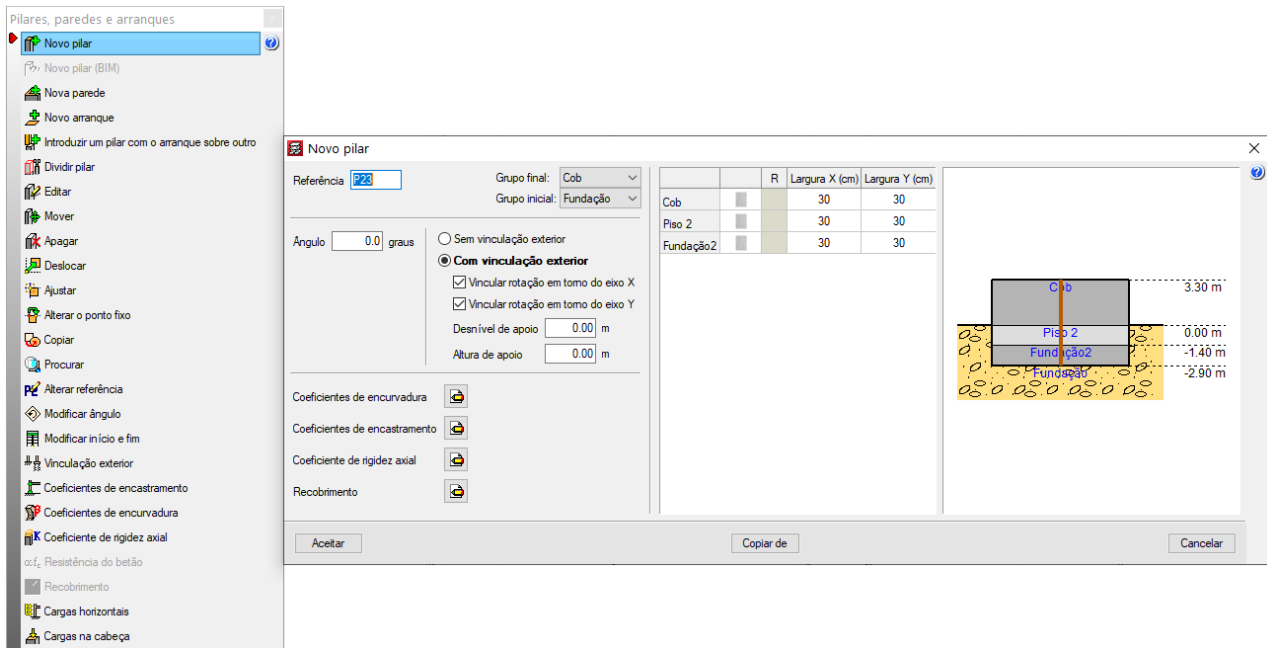 Pilares, paredes e arranques
Novo pilar
Novo pilar (BIM)
Nova parede
Novo arranque
Introduzir um pilar com o arranque sobre outro
Dividir pilar
Editar
Mover
Apagar
Deslocar
Ajustar
Alterar o ponto fixo
Copiar
Procurar
Alterar referência
Modificar ângulo
Modificar início e fim
Vinculação exterior
Coeficientes de encastramento
Coeficientes de encurvadura
Coeficiente de rigidez axial
Resistência do betão
Recobrimento
Cargas horizontais
Cargas na cabeça
Novo pilar
Referência P23
Grupo final: Cob
Grupo inicial: Fundação
Ângulo 0.0 graus
Sem vinculação exterior
Com vinculação exterior
Vincular rotação em torno do eixo X
Vincular rotação em torno do eixo Y
Desnível de apoio 0.00 m
Altura de apoio 0.00 m
Coeficientes de encurvadura
Coeficientes de encastramento
Coeficiente de rigidez axial
Recobrimento
R Largura X (cm) Largura Y (cm)
Cob 30 30
Piso 2 30 30
Fundação2 30 30
Cob 3.30 m
Piso 2 0.00 m
Fundação2 -1.40 m
Fundação -2.90 m
Aceitar Copiar de Cancelar